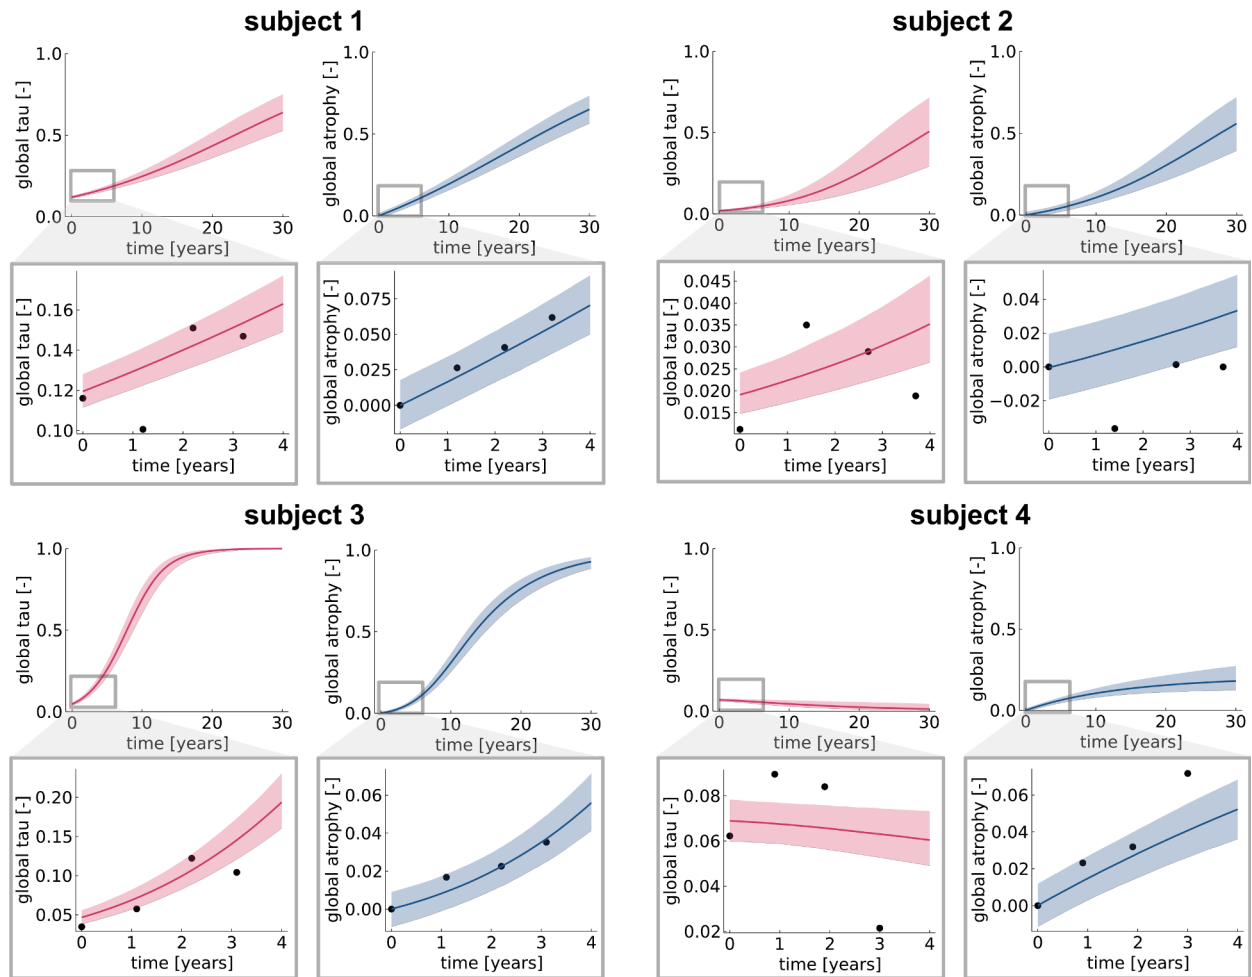 subject 1
global tau [-]
1.0
0.5
0.0
0 10 20 30
time [years]
global atrophy [-]
1.0
0.5
0.0
0 10 20 30
time [years]
global tau [-]
0.16
0.14
0.12
0.10
0 1 2 3 4
time [years]
global atrophy [-]
0.075
0.050
0.025
0.000
0 1 2 3 4
time [years]
subject 2
global tau [-]
1.0
0.5
0.0
0 10 20 30
time [years]
global atrophy [-]
1.0
0.5
0.0
0 10 20 30
time [years]
global tau [-]
0.045
0.040
0.035
0.030
0.025
0.020
0.015
0 1 2 3 4
time [years]
global atrophy [-]
0.04
0.02
0.00
−0.02
0 1 2 3 4
time [years]
subject 3
global tau [-]
1.0
0.5
0.0
0 10 20 30
time [years]
global atrophy [-]
1.0
0.5
0.0
0 10 20 30
time [years]
global tau [-]
0.20
0.15
0.10
0.05
0 1 2 3 4
time [years]
global atrophy [-]
0.06
0.04
0.02
0.00
0 1 2 3 4
time [years]
subject 4
global tau [-]
1.0
0.5
0.0
0 10 20 30
time [years]
global atrophy [-]
1.0
0.5
0.0
0 10 20 30
time [years]
global tau [-]
0.08
0.06
0.04
0.02
0 1 2 3 4
time [years]
global atrophy [-]
0.06
0.04
0.02
0.00
0 1 2 3 4
time [years]